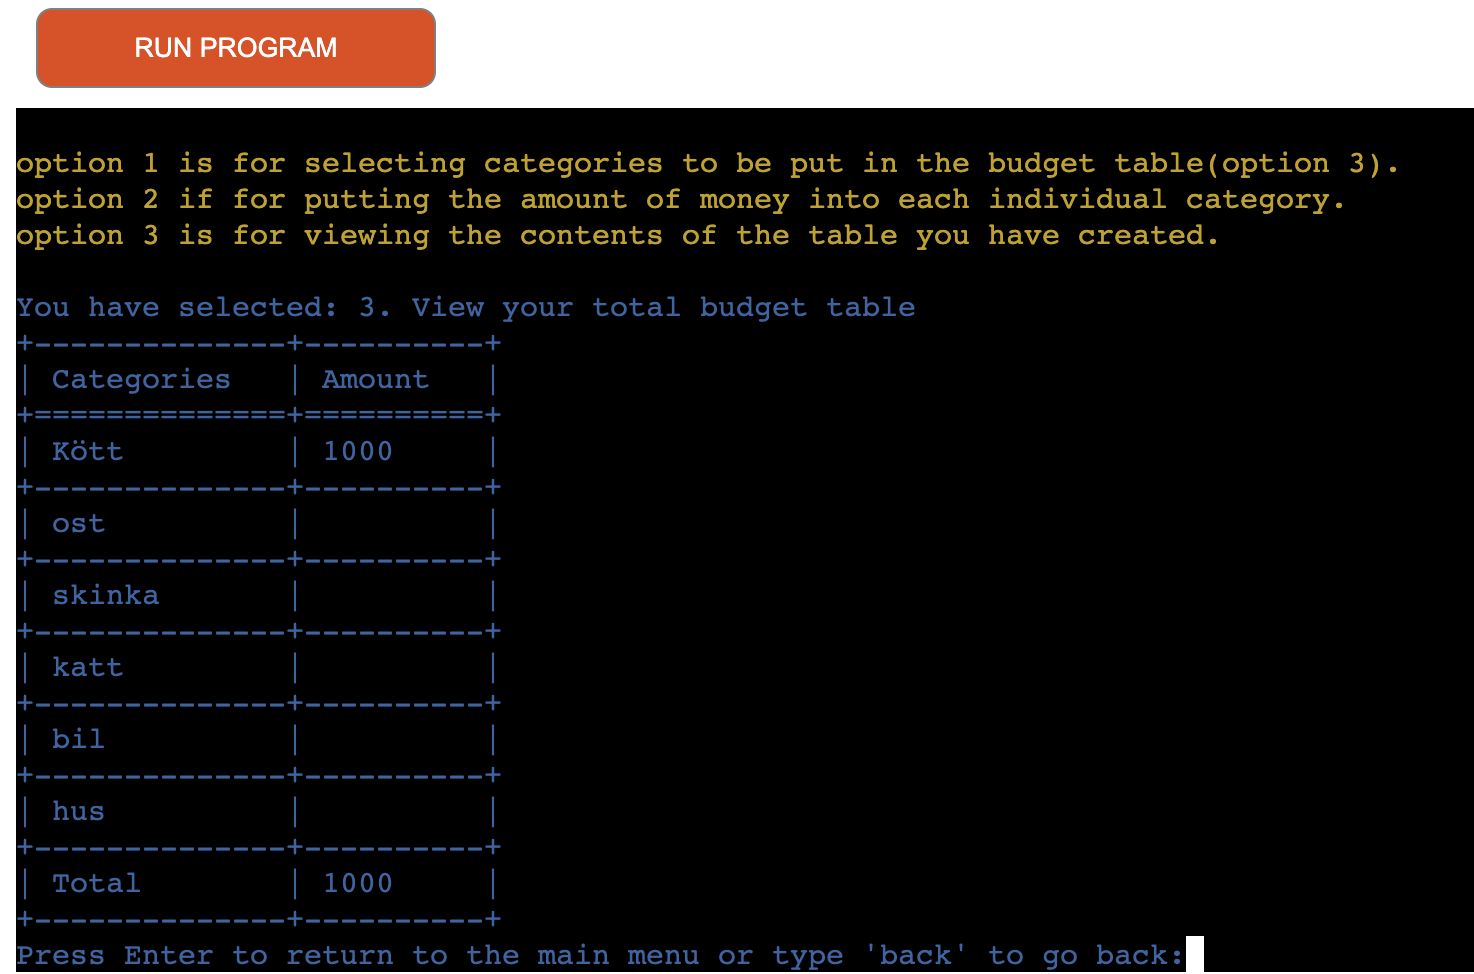 RUN PROGRAM
option 1 is for selecting categories to be put in the budget table(option 3).
option 2 if for putting the amount of money into each individual category.
option 3 is for viewing the contents of the table you have created.
You have selected: 3. View your total budget table
+--------------+----------+
| Categories   | Amount   |
+==============+==========+
| Kött         | 1000     |
+--------------+----------+
| ost          |          |
+--------------+----------+
| skinka       |          |
+--------------+----------+
| katt         |          |
+--------------+----------+
| bil          |          |
+--------------+----------+
| hus          |          |
+--------------+----------+
| Total        | 1000     |
+--------------+----------+
Press Enter to return to the main menu or type 'back' to go back: